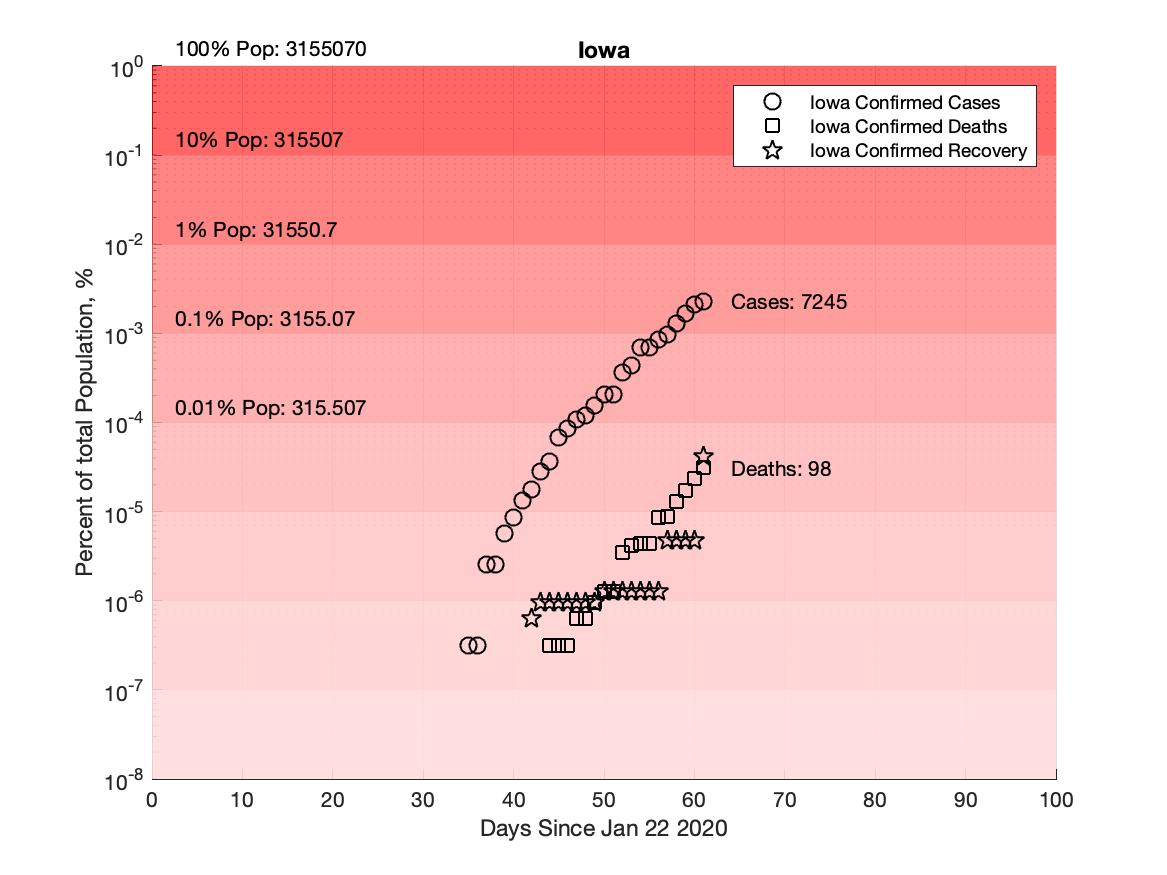 Iowa
100% Pop: 3155070
10% Pop: 315507
1% Pop: 31550.7
0.1% Pop: 3155.07
0.01% Pop: 315.507
Iowa Confirmed Cases
Iowa Confirmed Deaths
Iowa Confirmed Recovery
Cases: 7245
Deaths: 98
Percent of total Population, %
10^0
10^-1
10^-2
10^-3
10^-4
10^-5
10^-6
10^-7
10^-8
0 10 20 30 40 50 60 70 80 90 100
Days Since Jan 22 2020